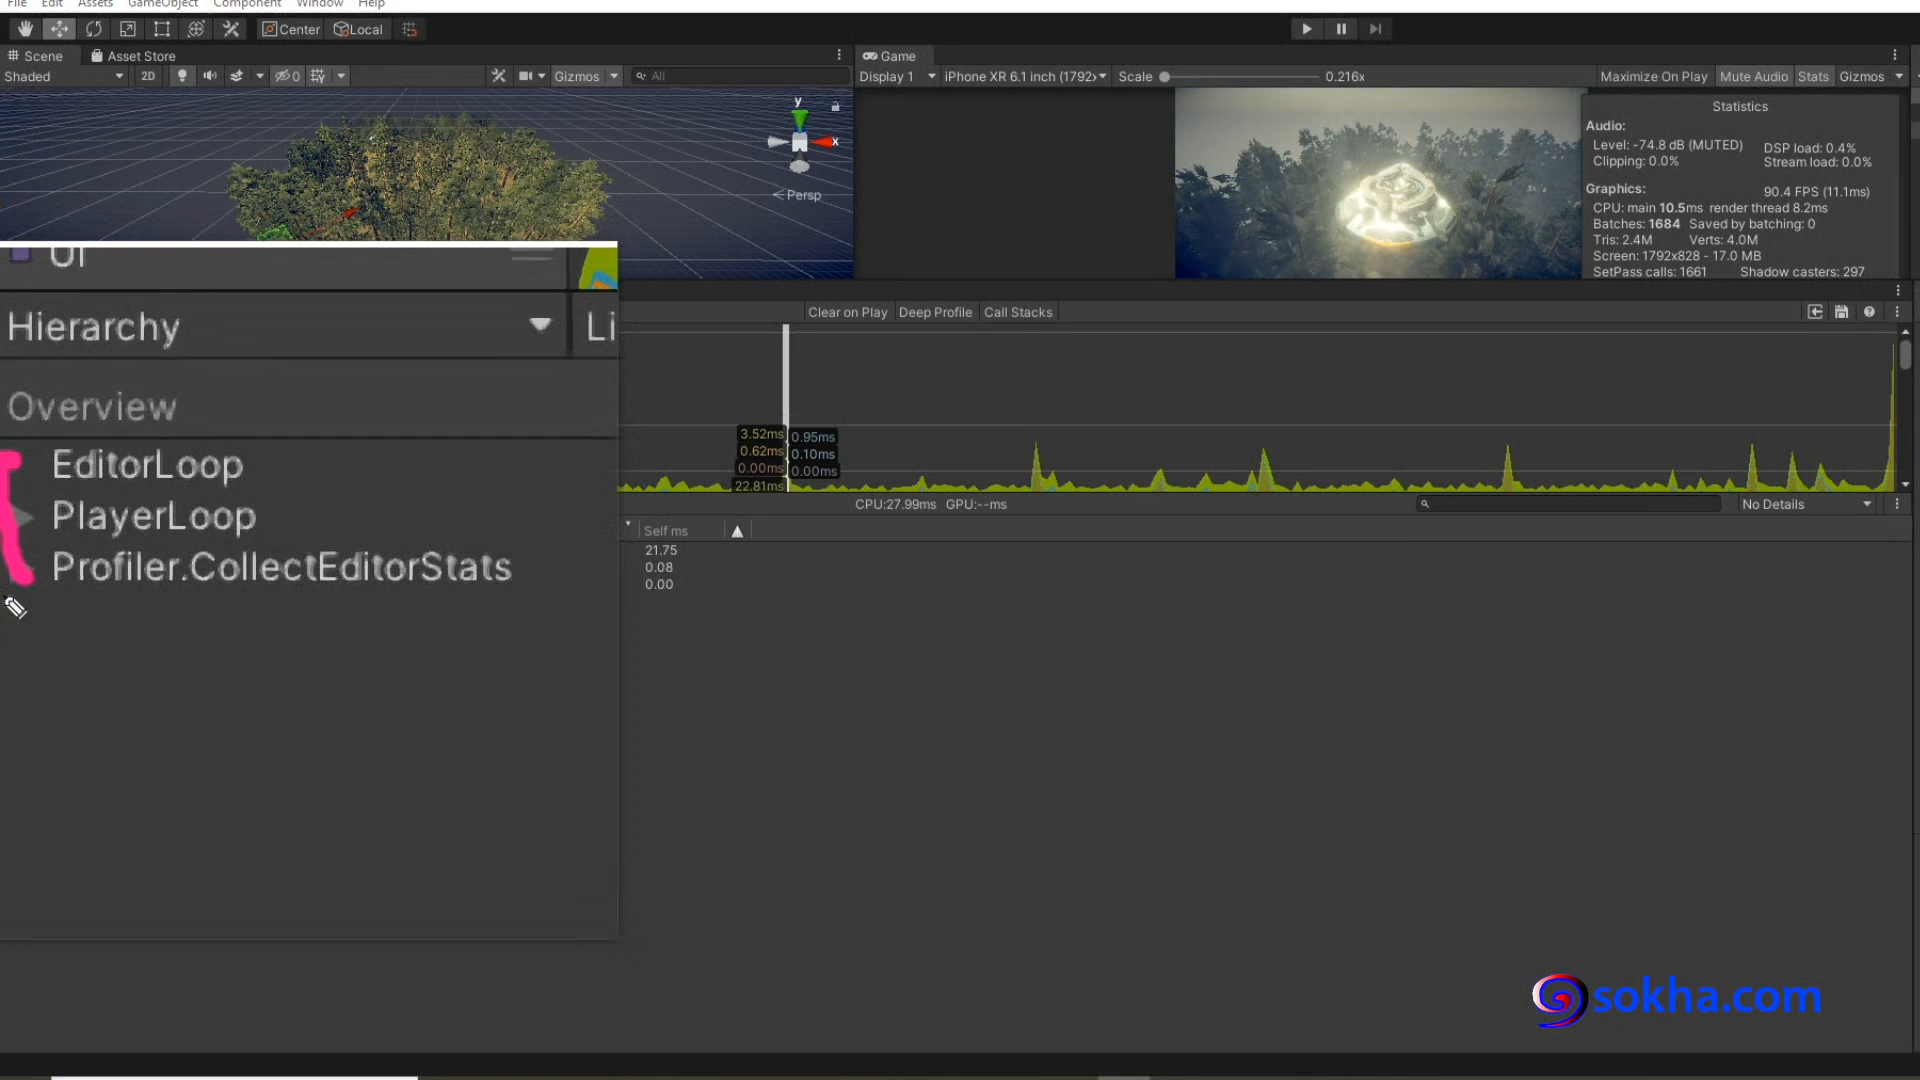 File Edit Assets GameObject Component Window Help
Center Local
Scene Asset Store
Shaded 2D 0 Gizmos All
y
x
Persp
Game
Display 1 iPhone XR 6.1 inch (1792x Scale 0.216x Maximize On Play Mute Audio Stats Gizmos
Statistics
Audio:
Level: -74.8 dB (MUTED) DSP load: 0.4%
Clipping: 0.0% Stream load: 0.0%
Graphics: 90.4 FPS (11.1ms)
CPU: main 10.5ms render thread 8.2ms
Batches: 1684 Saved by batching: 0
Tris: 2.4M Verts: 4.0M
Screen: 1792x828 - 17.0 MB
SetPass calls: 1661 Shadow casters: 297
UI
Hierarchy Li
Overview
EditorLoop
PlayerLoop
Profiler.CollectEditorStats
Clear on Play Deep Profile Call Stacks
3.52ms 0.95ms
0.62ms 0.10ms
0.00ms 0.00ms
22.81ms
CPU:27.99ms GPU:--ms No Details
Self ms
21.75
0.08
0.00
sokha.com